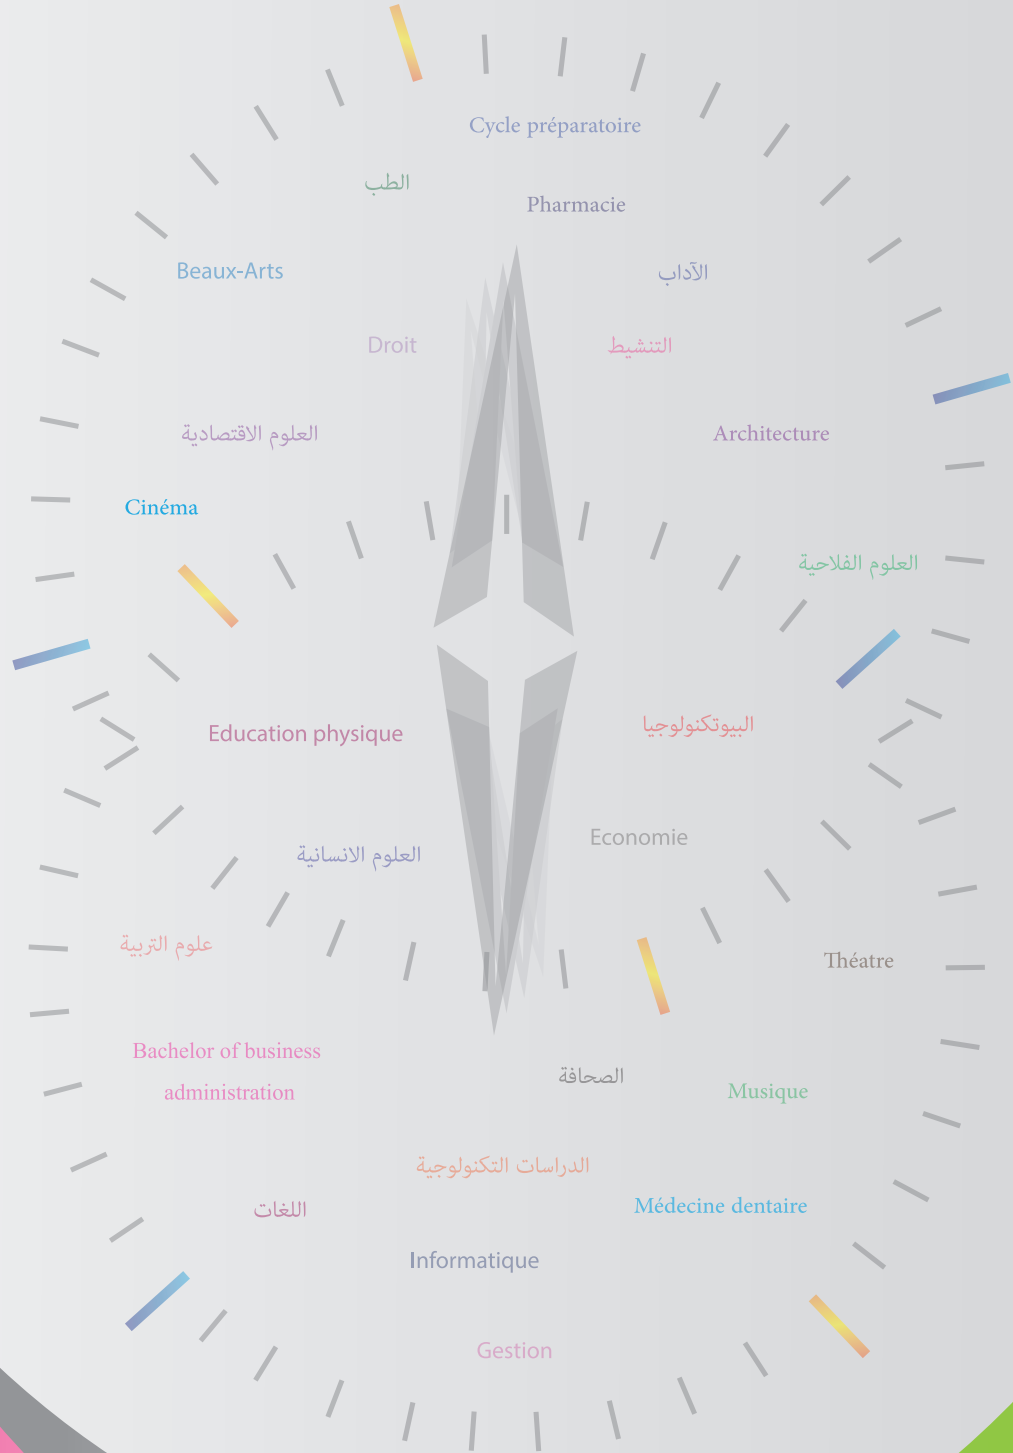 Cycle préparatoire
الطب
Pharmacie
Beaux-Arts
الآداب
Droit
التنشيط
العلوم الاقتصادية
Architecture
Cinéma
العلوم الفلاحية
Education physique
البيوتكنولوجيا
Economie
العلوم الانسانية
علوم التربية
Théatre
Bachelor of business
administration
الصحافة
Musique
الدراسات التكنولوجية
اللغات
Médecine dentaire
Informatique
Gestion